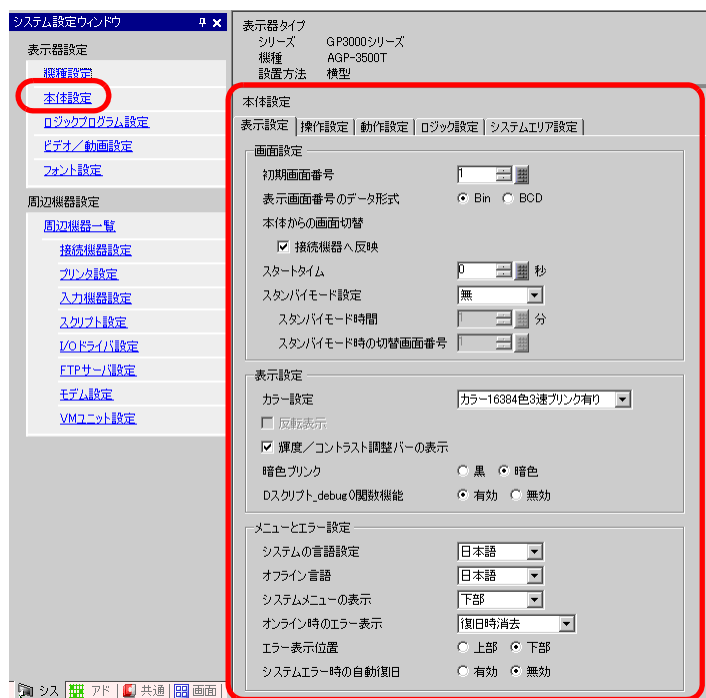 システム設定ウィンドウ
表示器設定
機種設定
本体設定
ロジックプログラム設定
ビデオ／動画設定
フォント設定
周辺機器設定
周辺機器一覧
接続機器設定
プリンタ設定
入力機器設定
スクリプト設定
I/Oドライバ設定
FTPサーバ設定
モデム設定
VMユニット設定
シス アド 共通 画面
表示器タイプ
シリーズ GP3000シリーズ
機種 AGP-3500T
設置方法 横型
本体設定
表示設定 操作設定 動作設定 ロジック設定 システムエリア設定
画面設定
初期画面番号 1
表示画面番号のデータ形式 Bin BCD
本体からの画面切替
接続機器へ反映
スタートタイム 0 秒
スタンバイモード設定 無
スタンバイモード時間 1 分
スタンバイモード時の切替画面番号 1
表示設定
カラー設定 カラー16384色3速ブリンク有り
反転表示
輝度／コントラスト調整バーの表示
暗色ブリンク 黒 暗色
Dスクリプト_debug()関数機能 有効 無効
メニューとエラー設定
システムの言語設定 日本語
オフライン言語 日本語
システムメニューの表示 下部
オンライン時のエラー表示 復旧時消去
エラー表示位置 上部 下部
システムエラー時の自動復旧 有効 無効